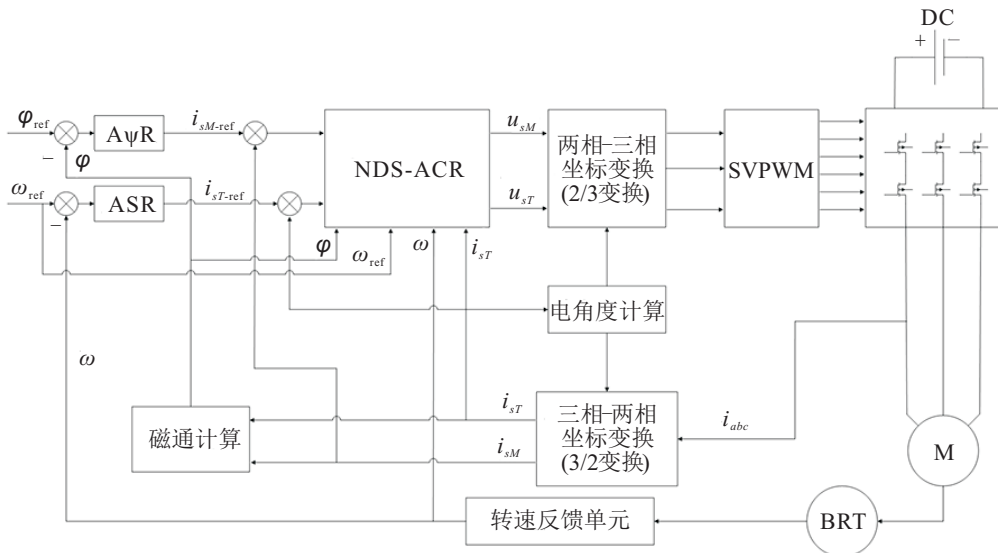 DC
+ −
φref
AψR
isM-ref
−
φ
ωref
ASR
isT-ref
−
NDS-ACR
usM
usT
两相−三相
坐标变换
(2/3变换)
SVPWM
φ
ωref
ω
isT
电角度计算
ω
磁通计算
isT
isM
三相−两相
坐标变换
(3/2变换)
iabc
M
转速反馈单元
BRT